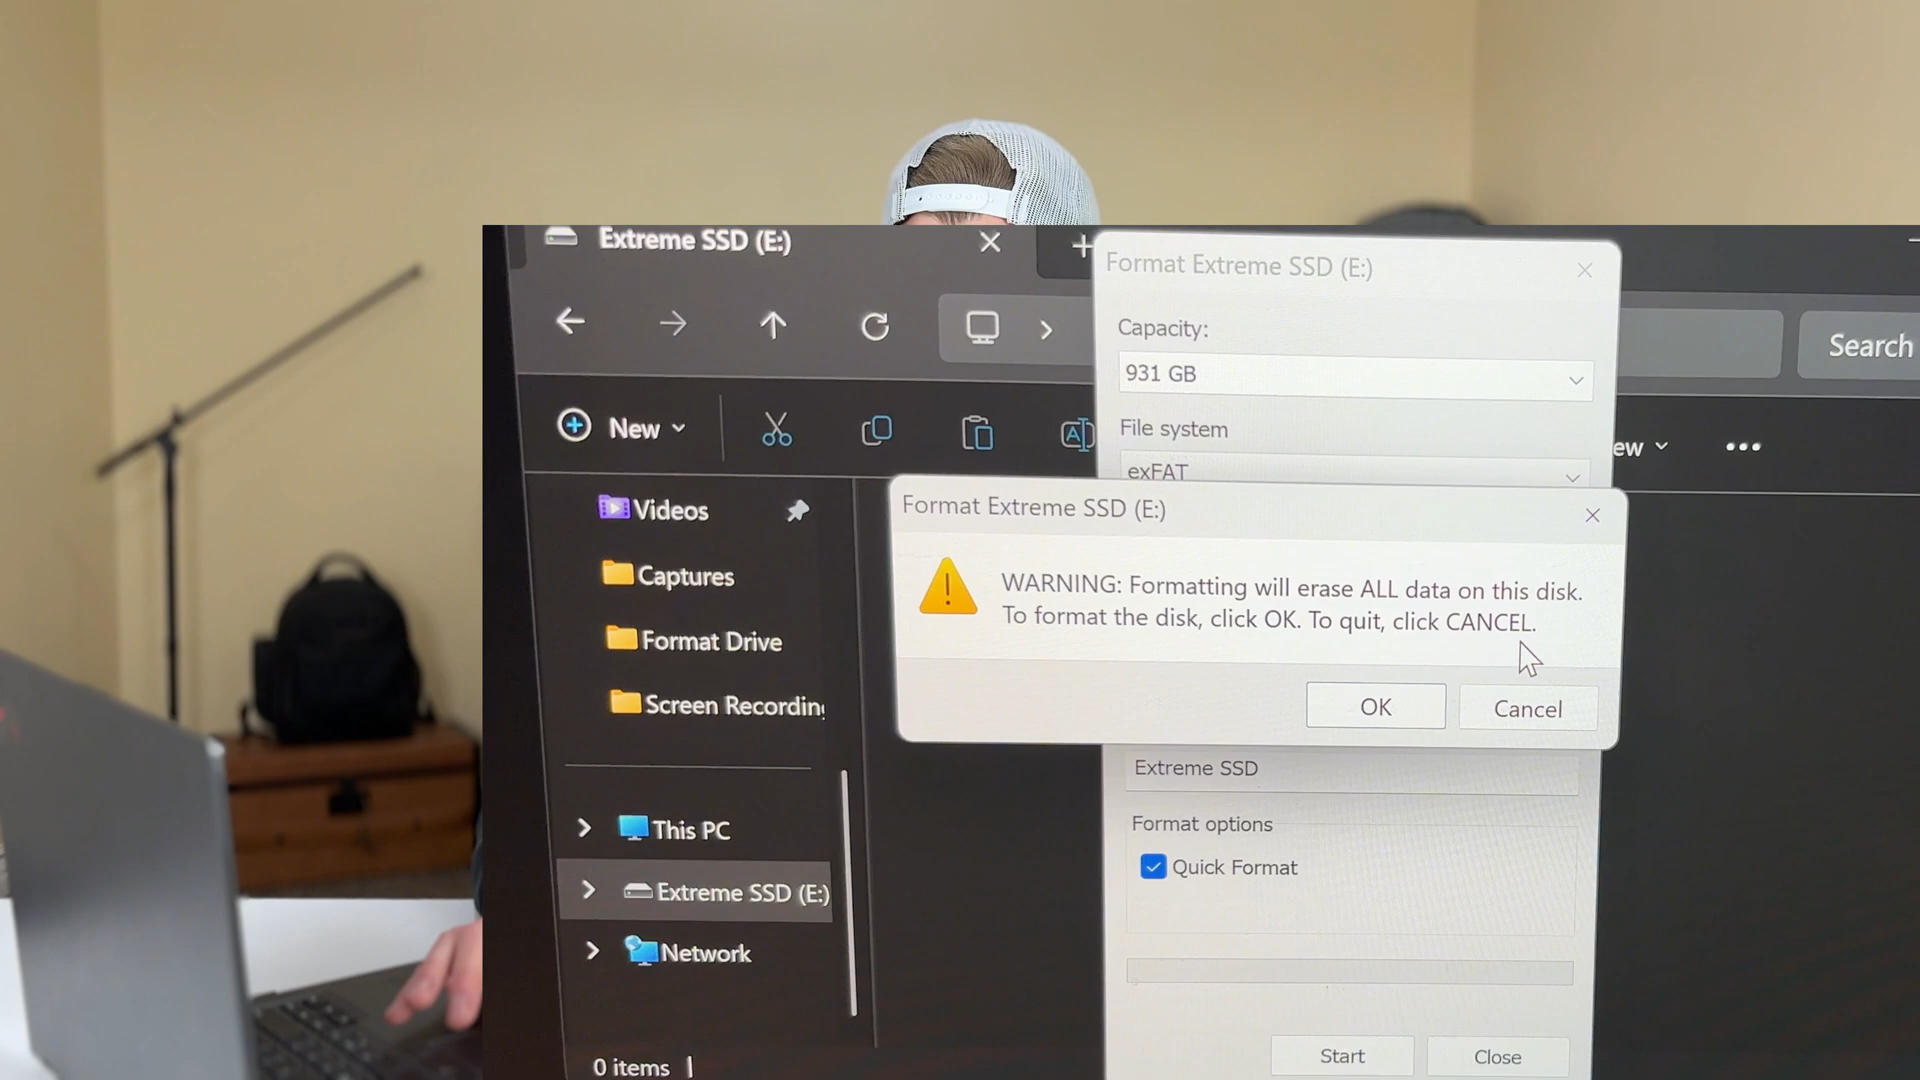 Extreme SSD (E:)
Format Extreme SSD (E:)
Capacity:
931 GB
Search
File system
exFAT
New
ew
Videos
Captures
Format Drive
Screen Recording
Format Extreme SSD (E:)
WARNING: Formatting will erase ALL data on this disk.
To format the disk, click OK. To quit, click CANCEL.
OK
Cancel
Extreme SSD
Format options
Quick Format
This PC
Extreme SSD (E:)
Network
0 items
Start
Close